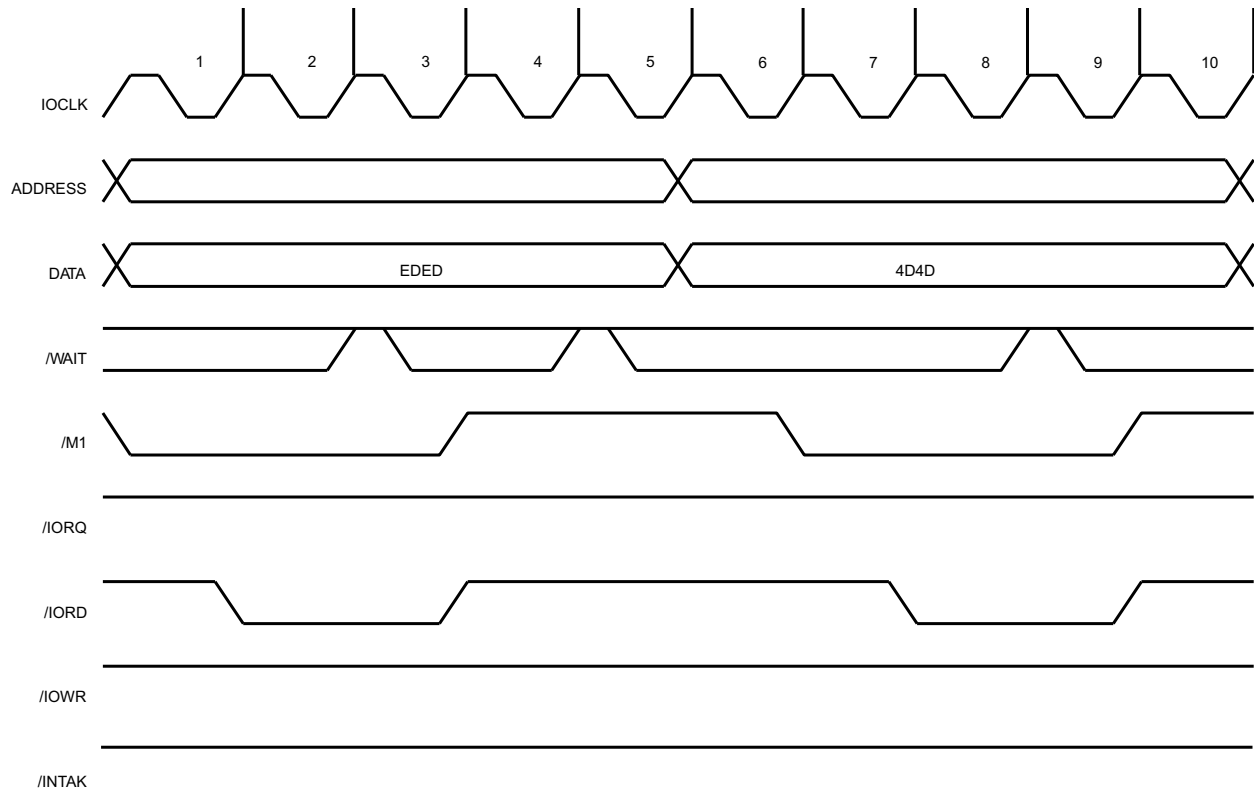 1 2 3 4 5 6 7 8 9 10
IOCLK
ADDRESS
DATA EDED 4D4D
/WAIT
/M1
/IORQ
/IORD
/IOWR
/INTAK